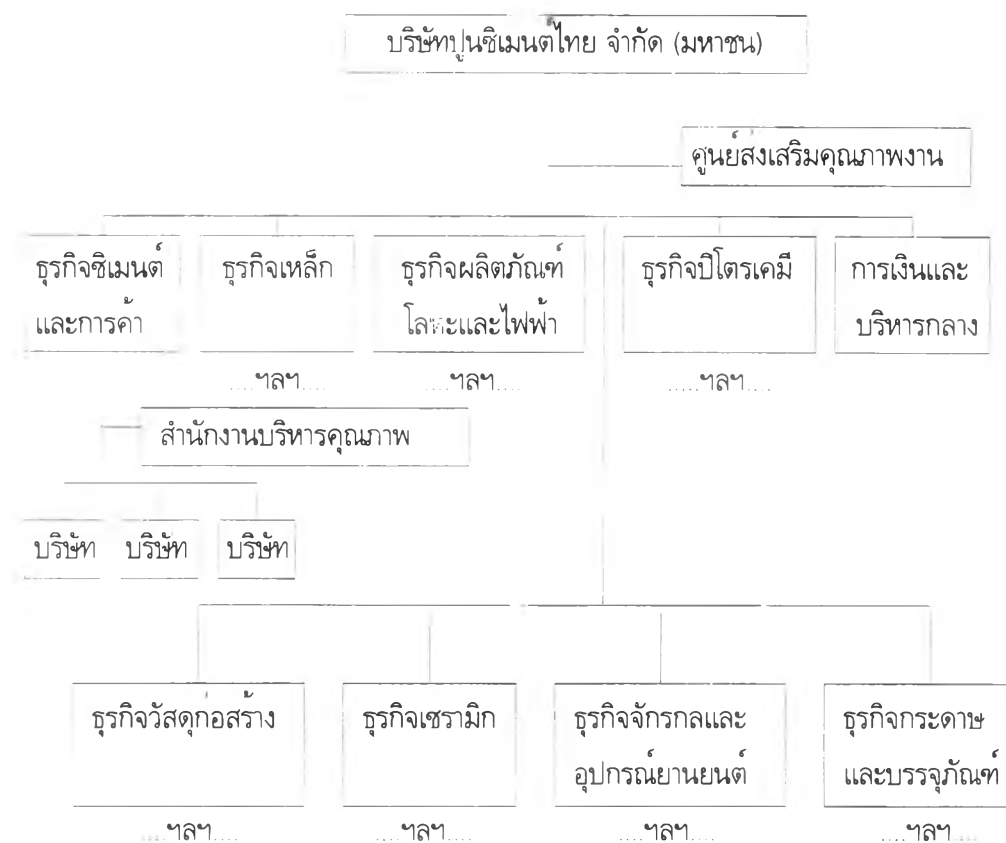 บริษัทปูนซิเมนต์ไทย จำกัด (มหาชน)
ศูนย์ส่งเสริมคุณภาพงาน
ธุรกิจซิเมนต์
และการค้า
ธุรกิจเหล็ก
ธุรกิจผลิตภัณฑ์
โลหะและไฟฟ้า
ธุรกิจปิโตรเคมี
การเงินและ
บริหารกลาง
....ฯลฯ.... ....ฯลฯ.... .....ฯลฯ....
สำนักงานบริหารคุณภาพ
บริษัท บริษัท บริษัท
ธุรกิจวัสดุก่อสร้าง
ธุรกิจเซรามิก
ธุรกิจจักรกลและ
อุปกรณ์ยานยนต์
ธุรกิจกระดาษ
และบรรจุภัณฑ์
.....ฯลฯ..... ....ฯลฯ.... ....ฯลฯ.... ....ฯลฯ.....